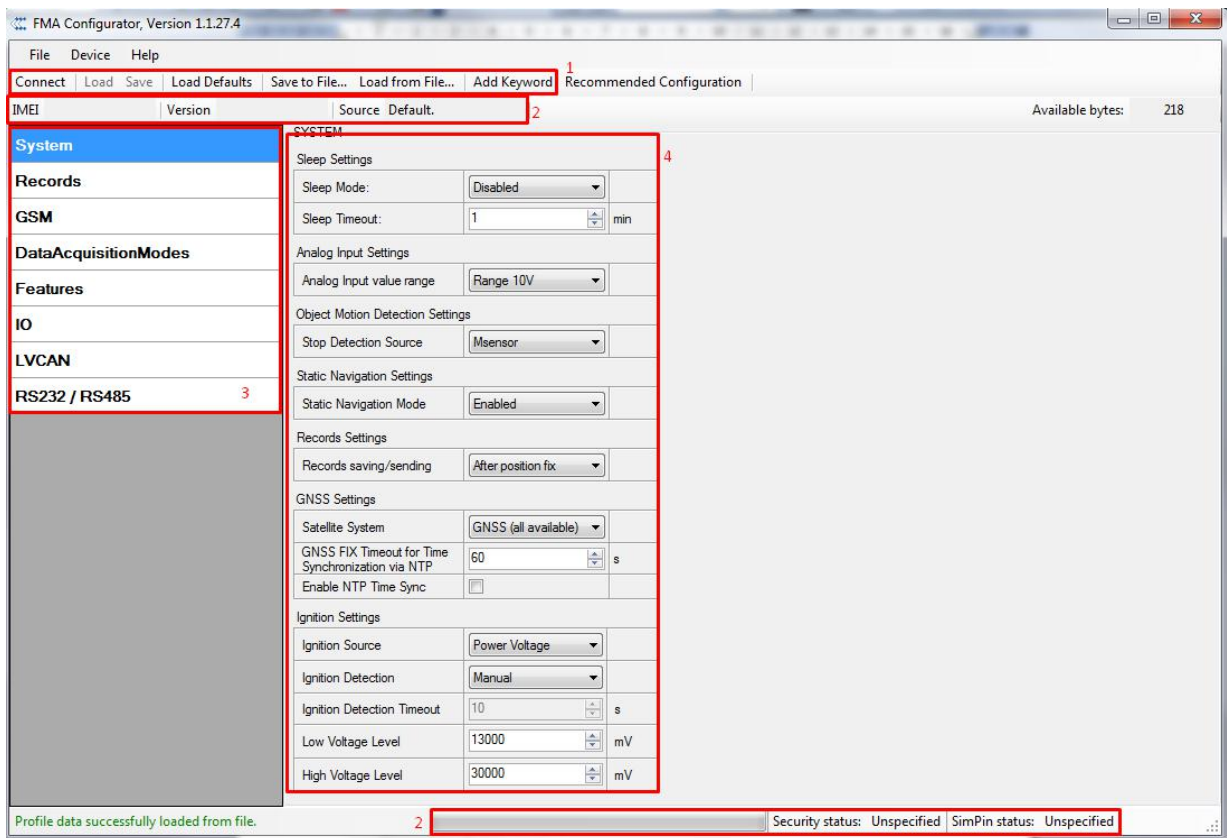 FMA Configurator, Version 1.1.27.4
File Device Help
1
Connect Load Save Load Defaults Save to File... Load from File... Add Keyword Recommended Configuration
IMEI Version Source Default. 2 Available bytes: 218
System
Records
GSM
DataAcquisitionModes
Features
IO
LVCAN
RS232 / RS485 3
SYSTEM
4
Sleep Settings
Sleep Mode: Disabled
Sleep Timeout: 1 min
Analog Input Settings
Analog Input value range Range 10V
Object Motion Detection Settings
Stop Detection Source Msensor
Static Navigation Settings
Static Navigation Mode Enabled
Records Settings
Records saving/sending After position fix
GNSS Settings
Satellite System GNSS (all available)
GNSS FIX Timeout for Time
Synchronization via NTP 60 s
Enable NTP Time Sync
Ignition Settings
Ignition Source Power Voltage
Ignition Detection Manual
Ignition Detection Timeout 10 s
Low Voltage Level 13000 mV
High Voltage Level 30000 mV
Profile data successfully loaded from file. 2 Security status: Unspecified SimPin status: Unspecified